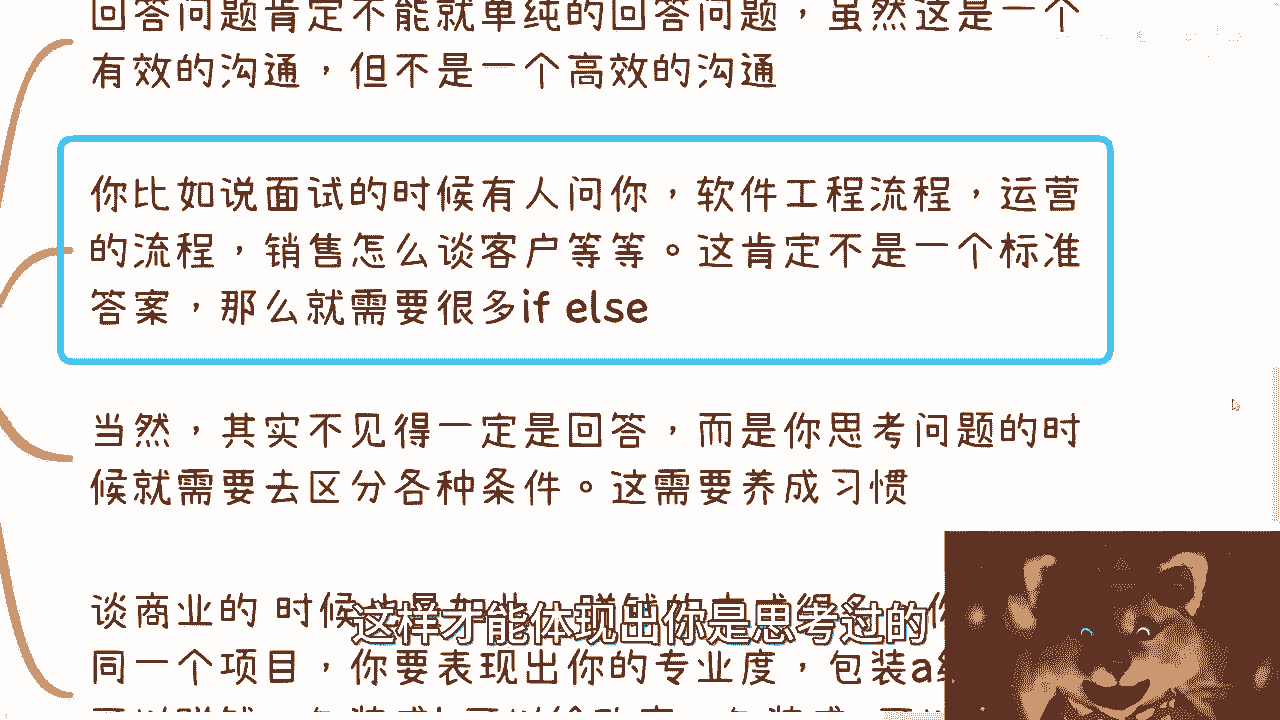 回答问题肯定不能就单纯的回答问题，虽然这是一个
有效的沟通，但不是一个高效的沟通
你比如说面试的时候有人问你，软件工程流程，运营
的流程，销售怎么谈客户等等。这肯定不是一个标准
答案，那么就需要很多if else
当然，其实不见得一定是回答，而是你思考问题的时
候就需要去区分各种条件。这需要养成习惯
谈商业的 时候
这样才能体现出你是思考过的
同一个项目，你要表现出你的专业度，包装a